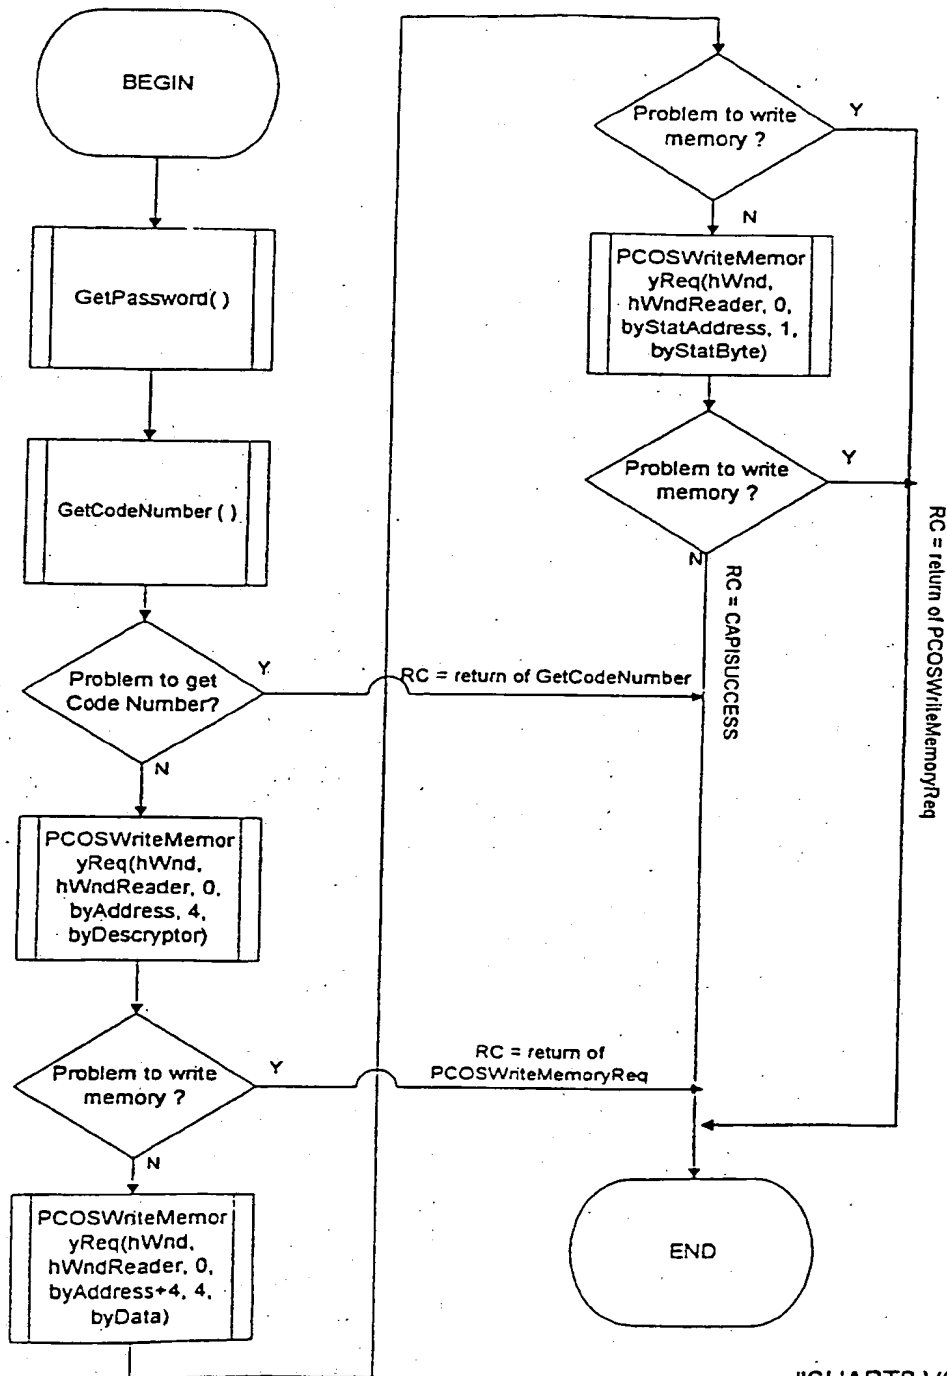 BEGIN
GetPassword( )
GetCodeNumber ( )
Problem to get
Code Number?
Y
RC = return of GetCodeNumber
N
PCOSWriteMemor
yReq(hWnd,
hWndReader, 0,
byAddress, 4,
byDescryptor)
Problem to write
memory ?
Y
RC = return of
PCOSWriteMemoryReq
N
PCOSWriteMemor
yReq(hWnd,
hWndReader, 0,
byAddress+4, 4,
byData)
Problem to write
memory ?
Y
N
PCOSWriteMemor
yReq(hWnd,
hWndReader, 0,
byStatAddress, 1,
byStatByte)
Problem to write
memory ?
Y
N
RC = CAPISUCCESS
RC = return of PCOSWriteMemoryReq
END